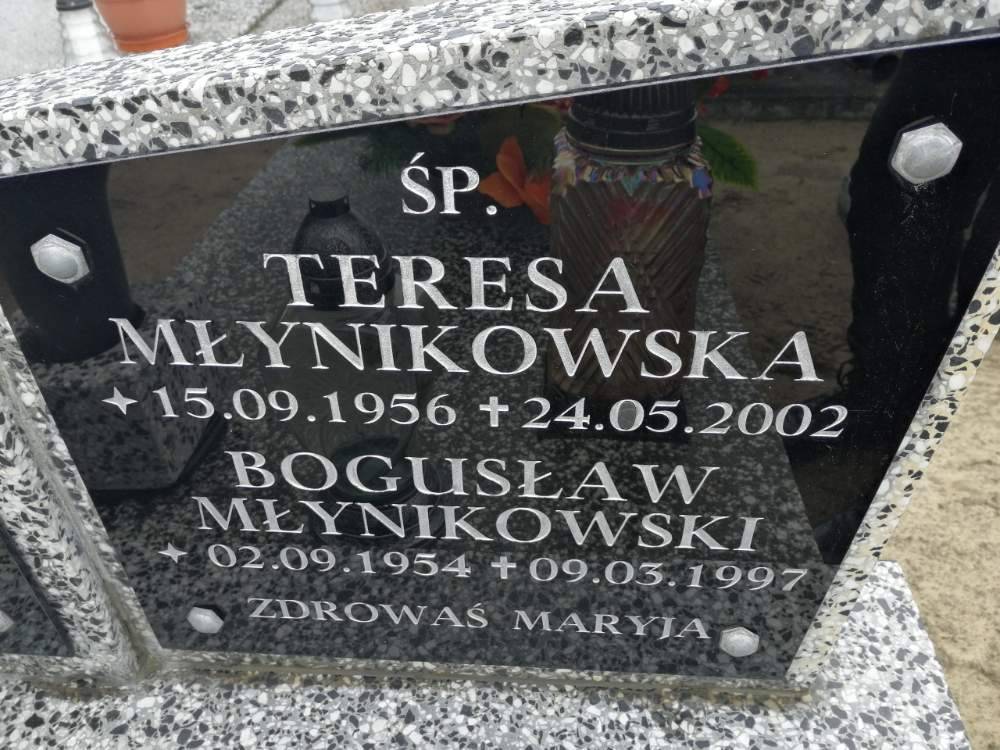 ŚP.
TERESA
MŁYNIKOWSKA
✦ 15.09.1956 ✝ 24.05.2002
BOGUSŁAW
MŁYNIKOWSKI
✦ 02.09.1954 ✝ 09.03.1997
ZDROWAŚ MARYJA